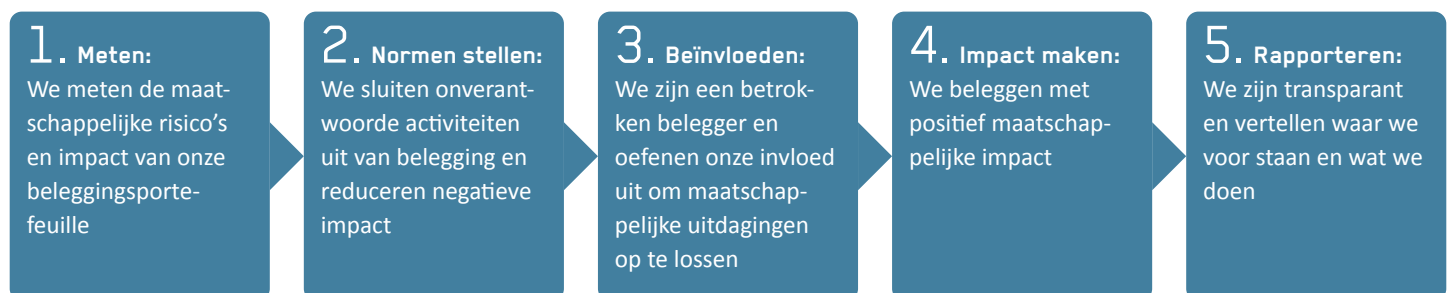 1. Meten:
We meten de maat-
schappelijke risico's
en impact van onze
beleggingsporte-
feuille
2. Normen stellen:
We sluiten onverant-
woorde activiteiten
uit van belegging en
reduceren negatieve
impact
3. Beïnvloeden:
We zijn een betrok-
ken belegger en
oefenen onze invloed
uit om maatschap-
pelijke uitdagingen
op te lossen
4. Impact maken:
We beleggen met
positief maatschap-
pelijke impact
5. Rapporteren:
We zijn transparant
en vertellen waar we
voor staan en wat we
doen